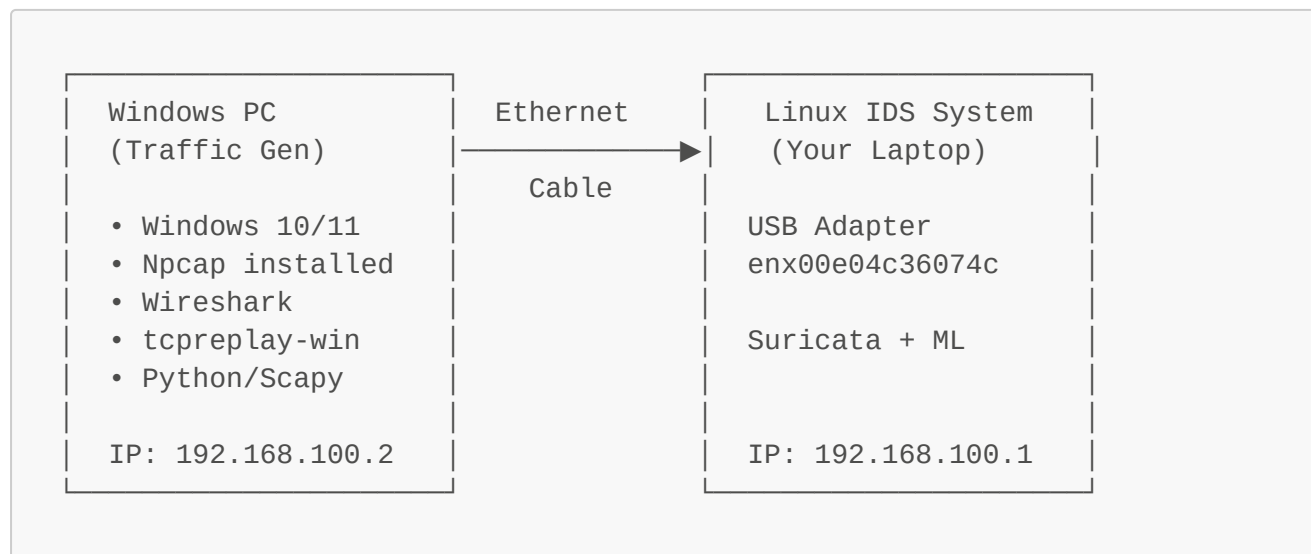 Windows PC Ethernet Linux IDS System
(Traffic Gen) (Your Laptop)
Cable
• Windows 10/11 USB Adapter
• Npcap installed enx00e04c36074c
• Wireshark
• tcpreplay-win Suricata + ML
• Python/Scapy
IP: 192.168.100.2 IP: 192.168.100.1